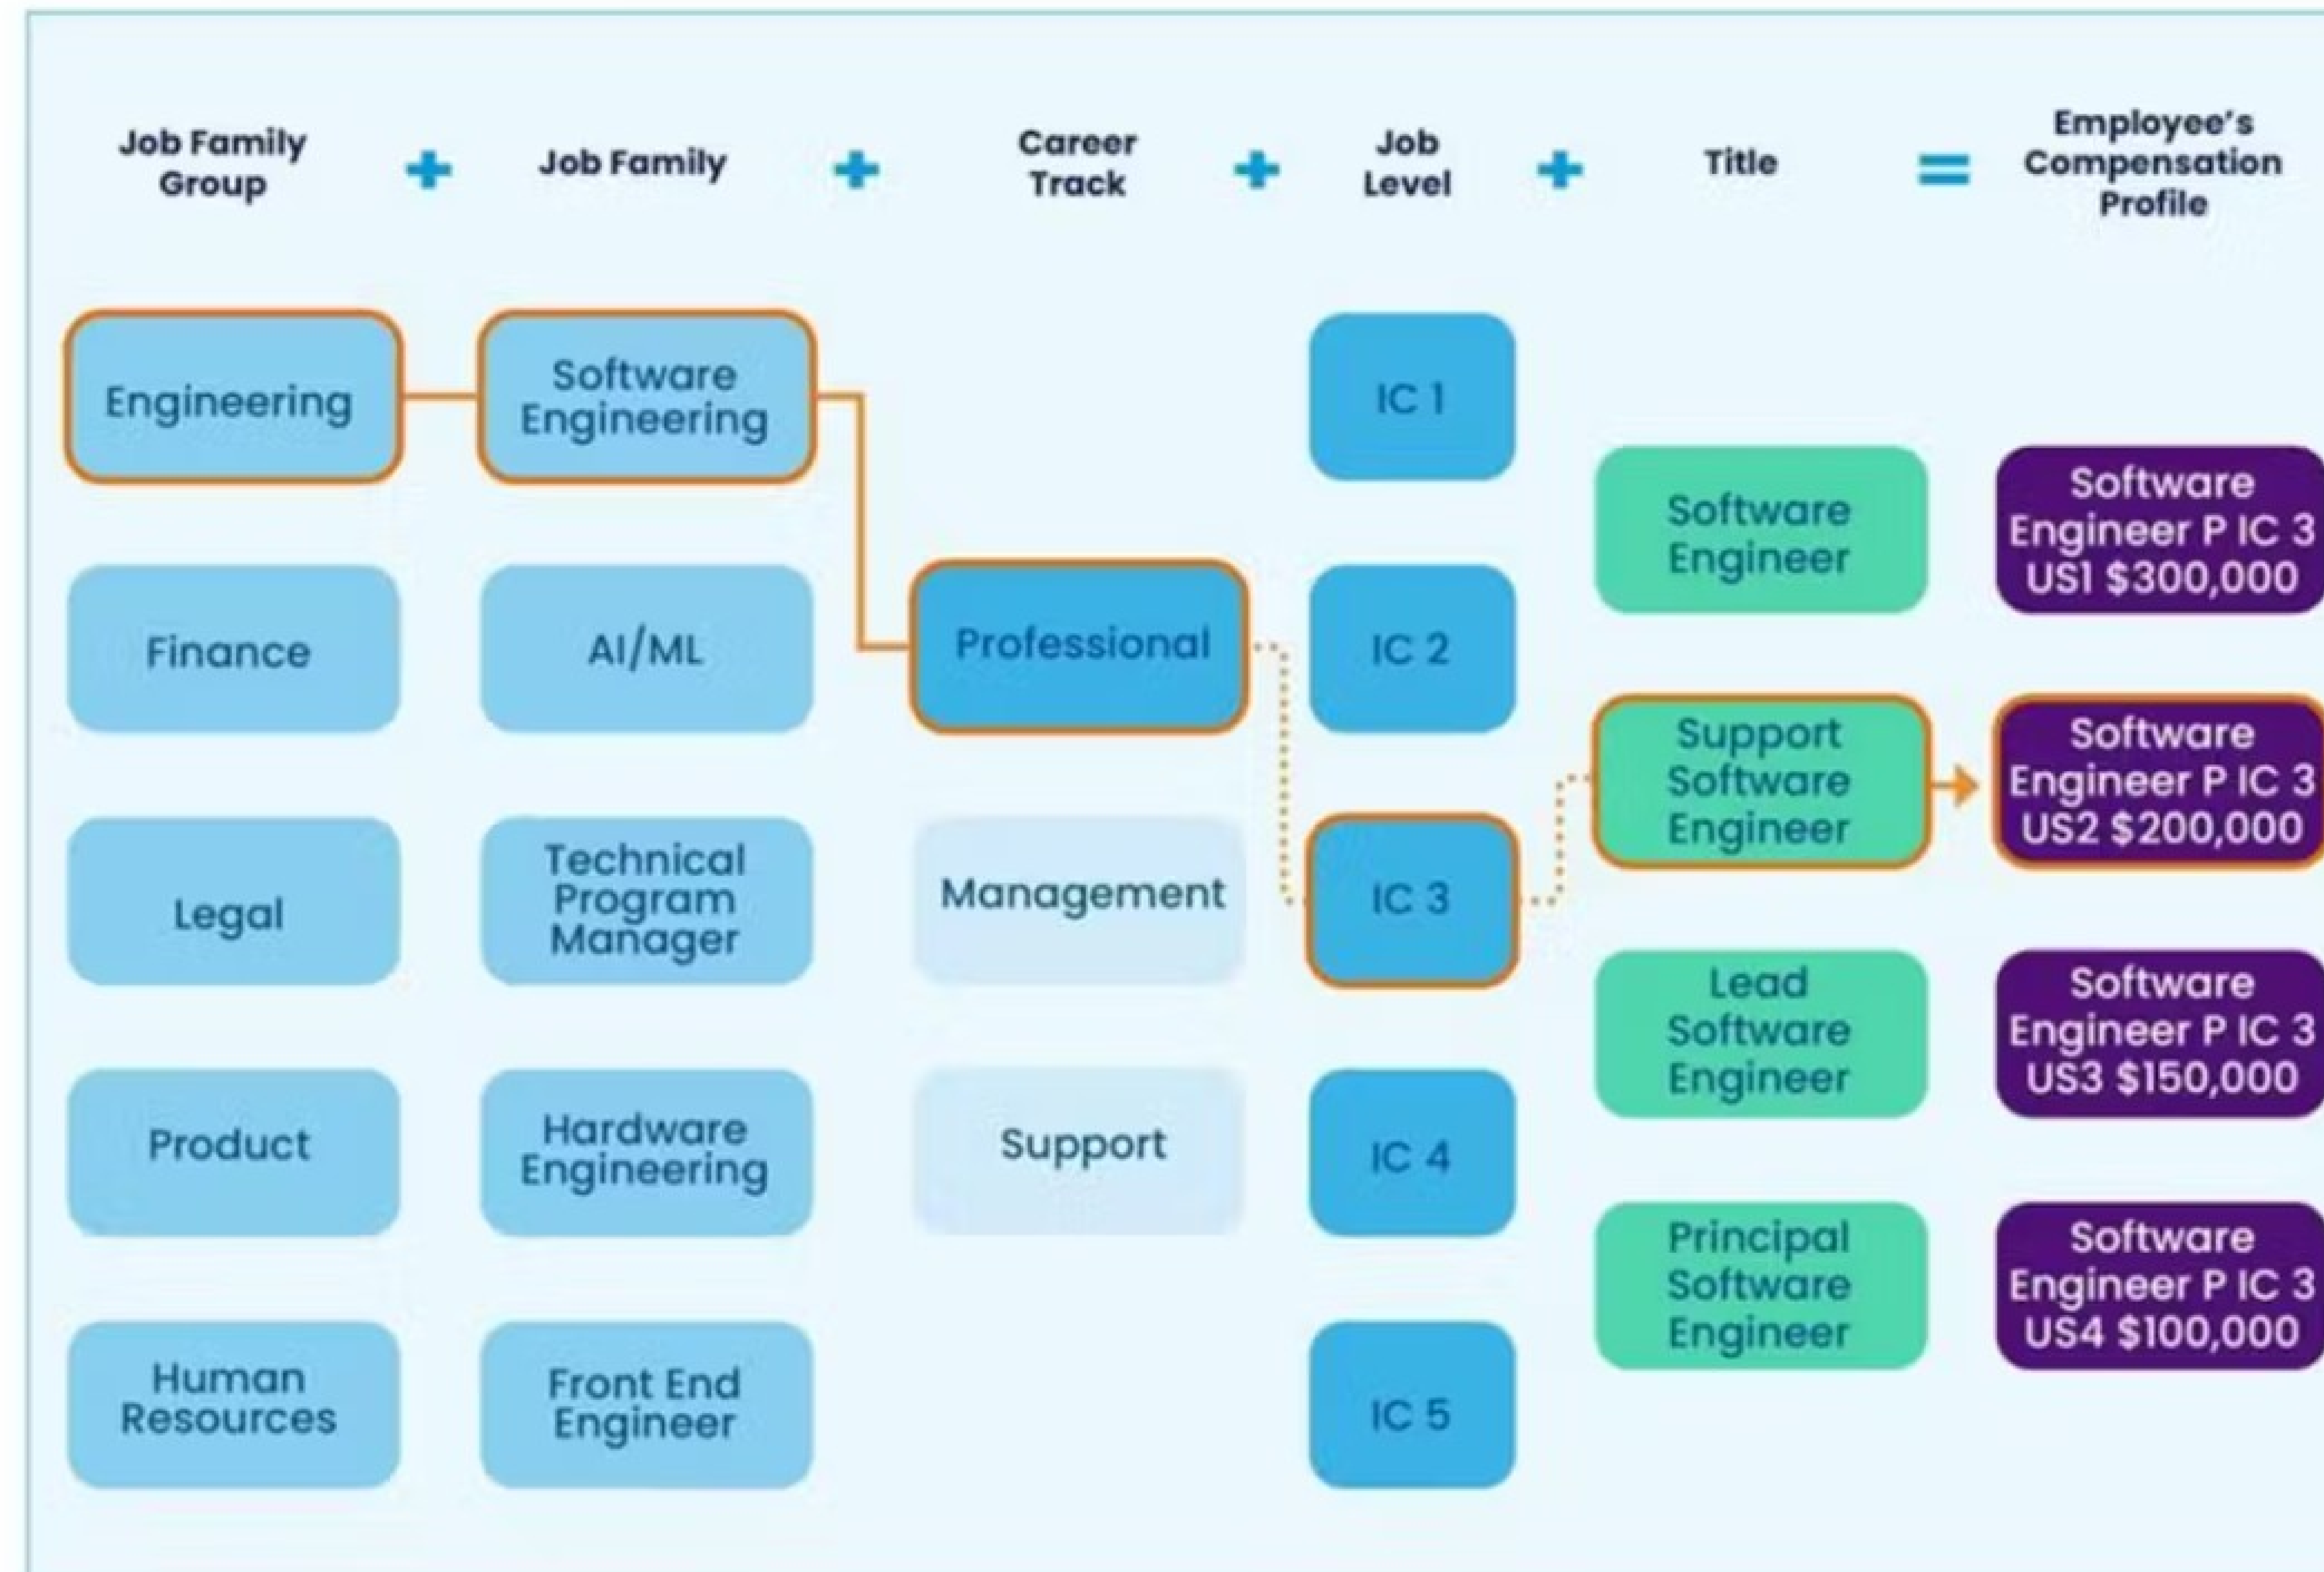 Job Family
Group
Job Family
Career
Track
Job
Level
Title
Employee's
Compensation
Profile
Engineering
Finance
Legal
Product
Human
Resources
Software
Engineering
AI/ML
Technical
Program
Manager
Hardware
Engineering
Front End
Engineer
Professional
Management
Support
IC 1
IC 2
IC 3
IC 4
IC 5
Software
Engineer
Support
Software
Engineer
Lead
Software
Engineer
Principal
Software
Engineer
Software
Engineer P IC 3
US1 $300,000
Software
Engineer P IC 3
US2 $200,000
Software
Engineer P IC 3
US3 $150,000
Software
Engineer P IC 3
US4 $100,000